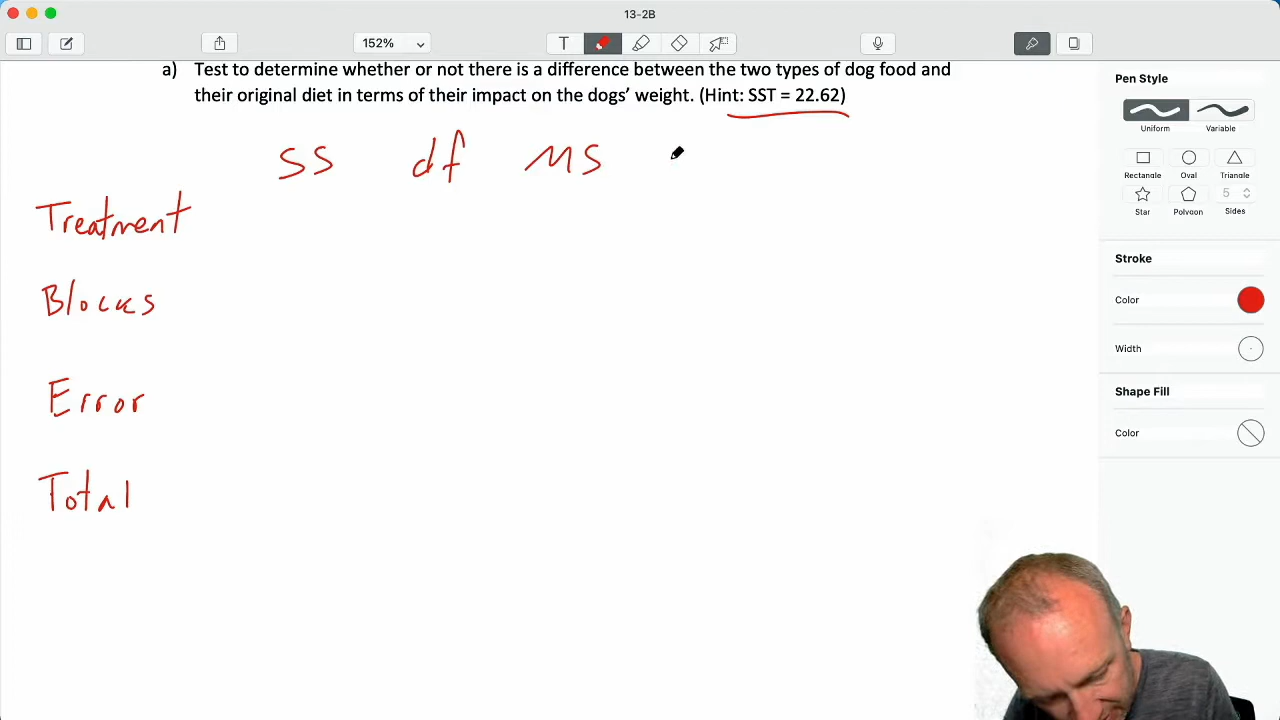 13-2B
152%
T
a) Test to determine whether or not there is a difference between the two types of dog food and
their original diet in terms of their impact on the dogs' weight. (Hint: SST = 22.62)
SS df MS
Treatment
Blocks
Error
Total
Pen Style
Uniform Variable
Rectangle Oval Triangle
Star Polygon 5 Sides
Stroke
Color
Width
Shape Fill
Color